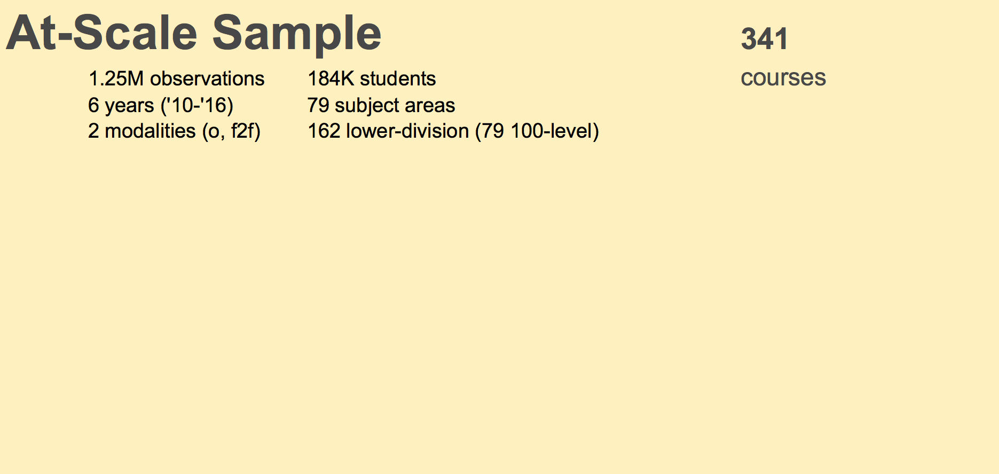 At-Scale Sample
1.25M observations
6 years ('10-'16)
2 modalities (o, f2f)
184K students
79 subject areas
162 lower-division (79 100-level)
341
courses